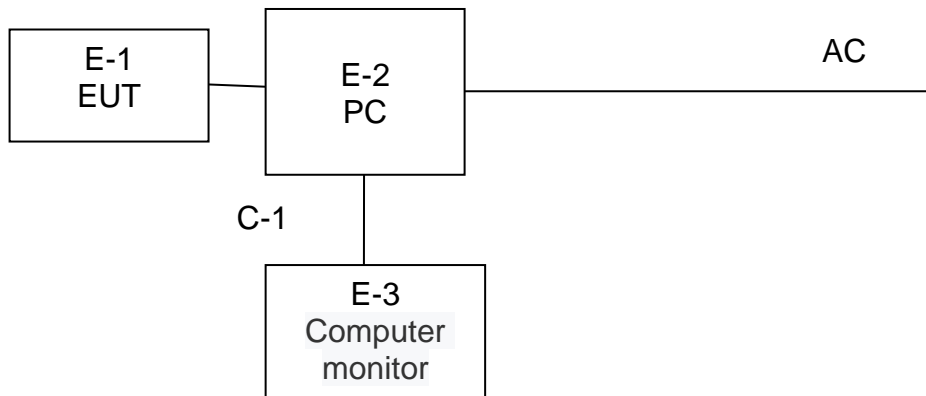 E-1
EUT
E-2
PC
AC
C-1
E-3
Computer
monitor